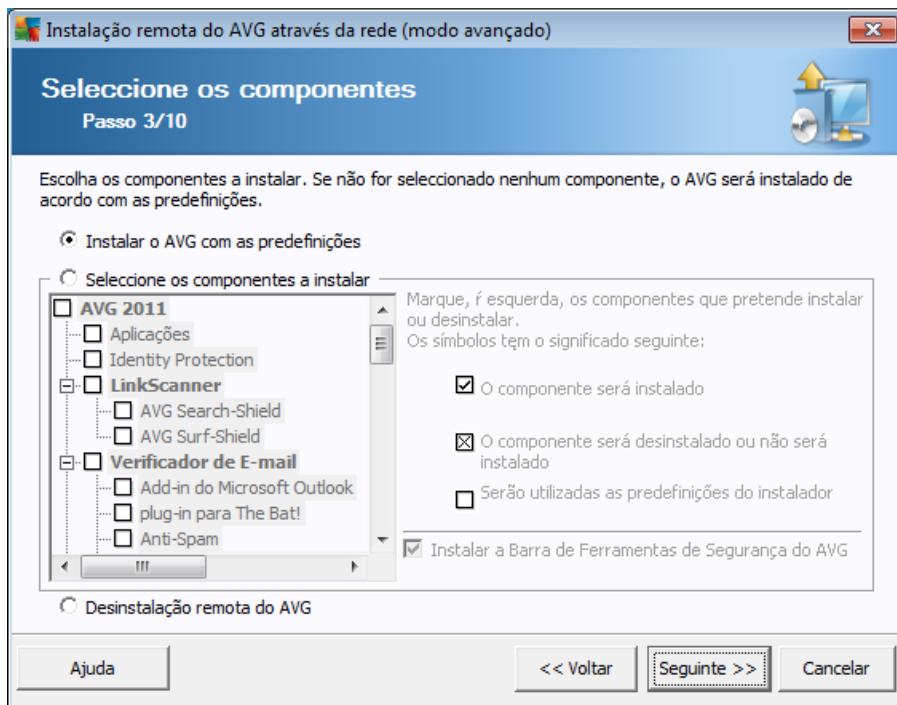 Instalação remota do AVG através da rede (modo avançado)
Seleccione os componentes
Passo 3/10
Escolha os componentes a instalar. Se não for seleccionado nenhum componente, o AVG será instalado de
acordo com as predefinições.
Instalar o AVG com as predefinições
Seleccione os componentes a instalar
AVG 2011
Aplicações
Identity Protection
LinkScanner
AVG Search-Shield
AVG Surf-Shield
Verificador de E-mail
Add-in do Microsoft Outlook
plug-in para The Bat!
Anti-Spam
Marque, ŕ esquerda, os componentes que pretende instalar
ou desinstalar.
Os símbolos tęm o significado seguinte:
O componente será instalado
O componente será desinstalado ou não será
instalado
Serão utilizadas as predefinições do instalador
Instalar a Barra de Ferramentas de Segurança do AVG
Desinstalação remota do AVG
Ajuda
<< Voltar
Seguinte >>
Cancelar